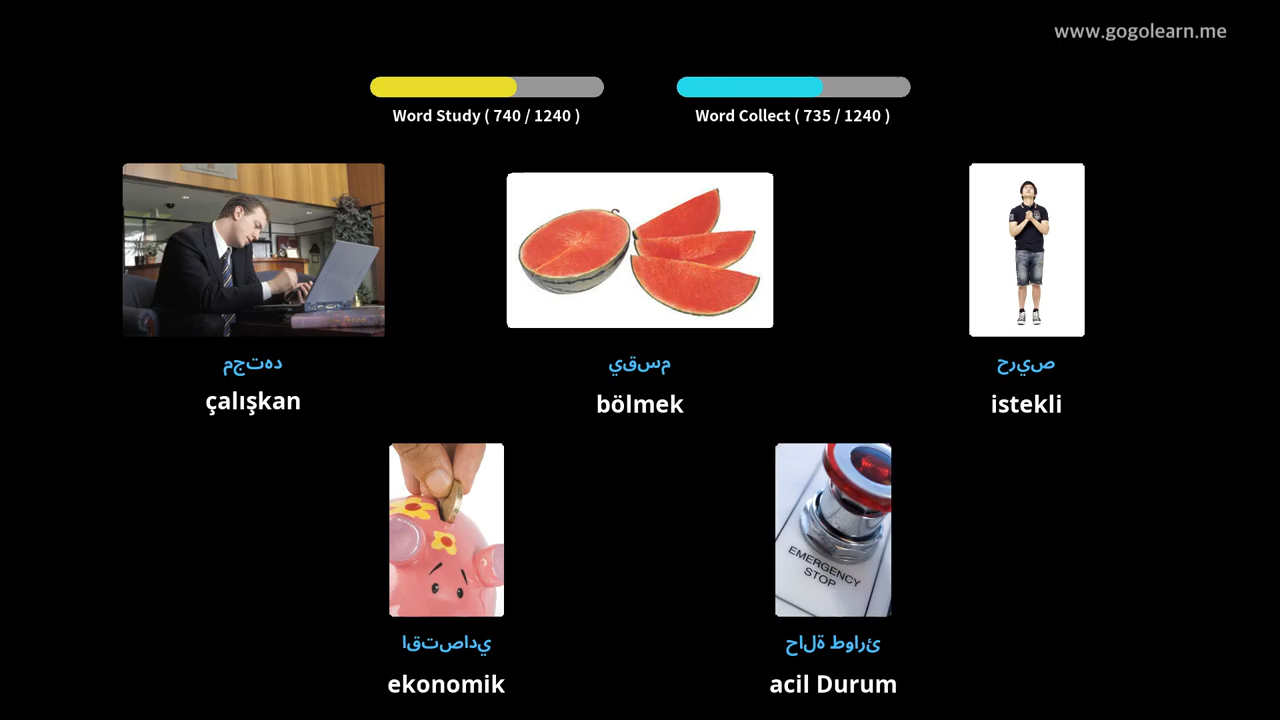 www.gogolearn.me
Word Study ( 740 / 1240 )
Word Collect ( 735 / 1240 )
مجتهد
çalışkan
يقسم
bölmek
حريص
istekli
EMERGENCY
STOP
اقتصادي
ekonomik
حالة طوارئ
acil Durum